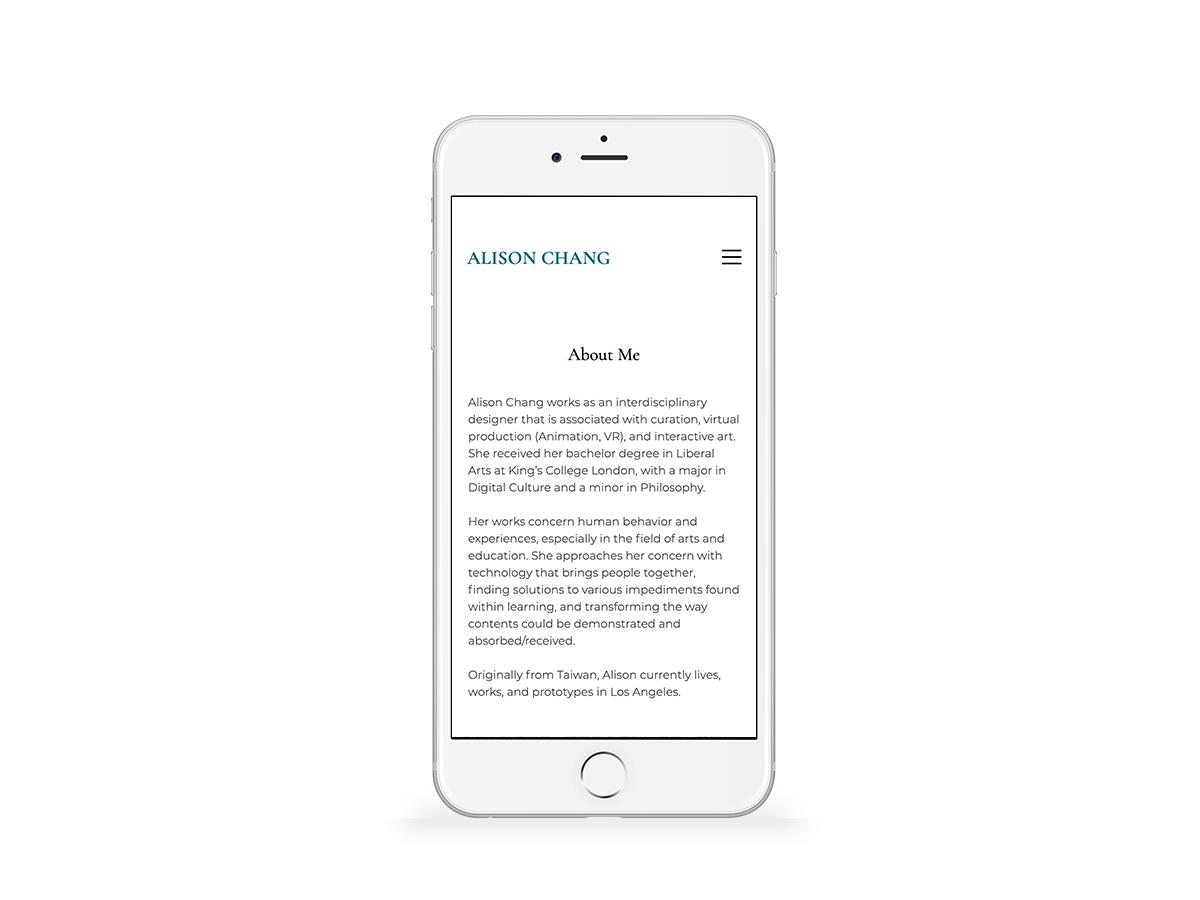 ALISON CHANG
About Me
Alison Chang works as an interdisciplinary
designer that is associated with curation, virtual
production (Animation, VR), and interactive art.
She received her bachelor degree in Liberal
Arts at King’s College London, with a major in
Digital Culture and a minor in Philosophy.
Her works concern human behavior and
experiences, especially in the field of arts and
education. She approaches her concern with
technology that brings people together,
finding solutions to various impediments found
within learning, and transforming the way
contents could be demonstrated and
absorbed/received.
Originally from Taiwan, Alison currently lives,
works, and prototypes in Los Angeles.